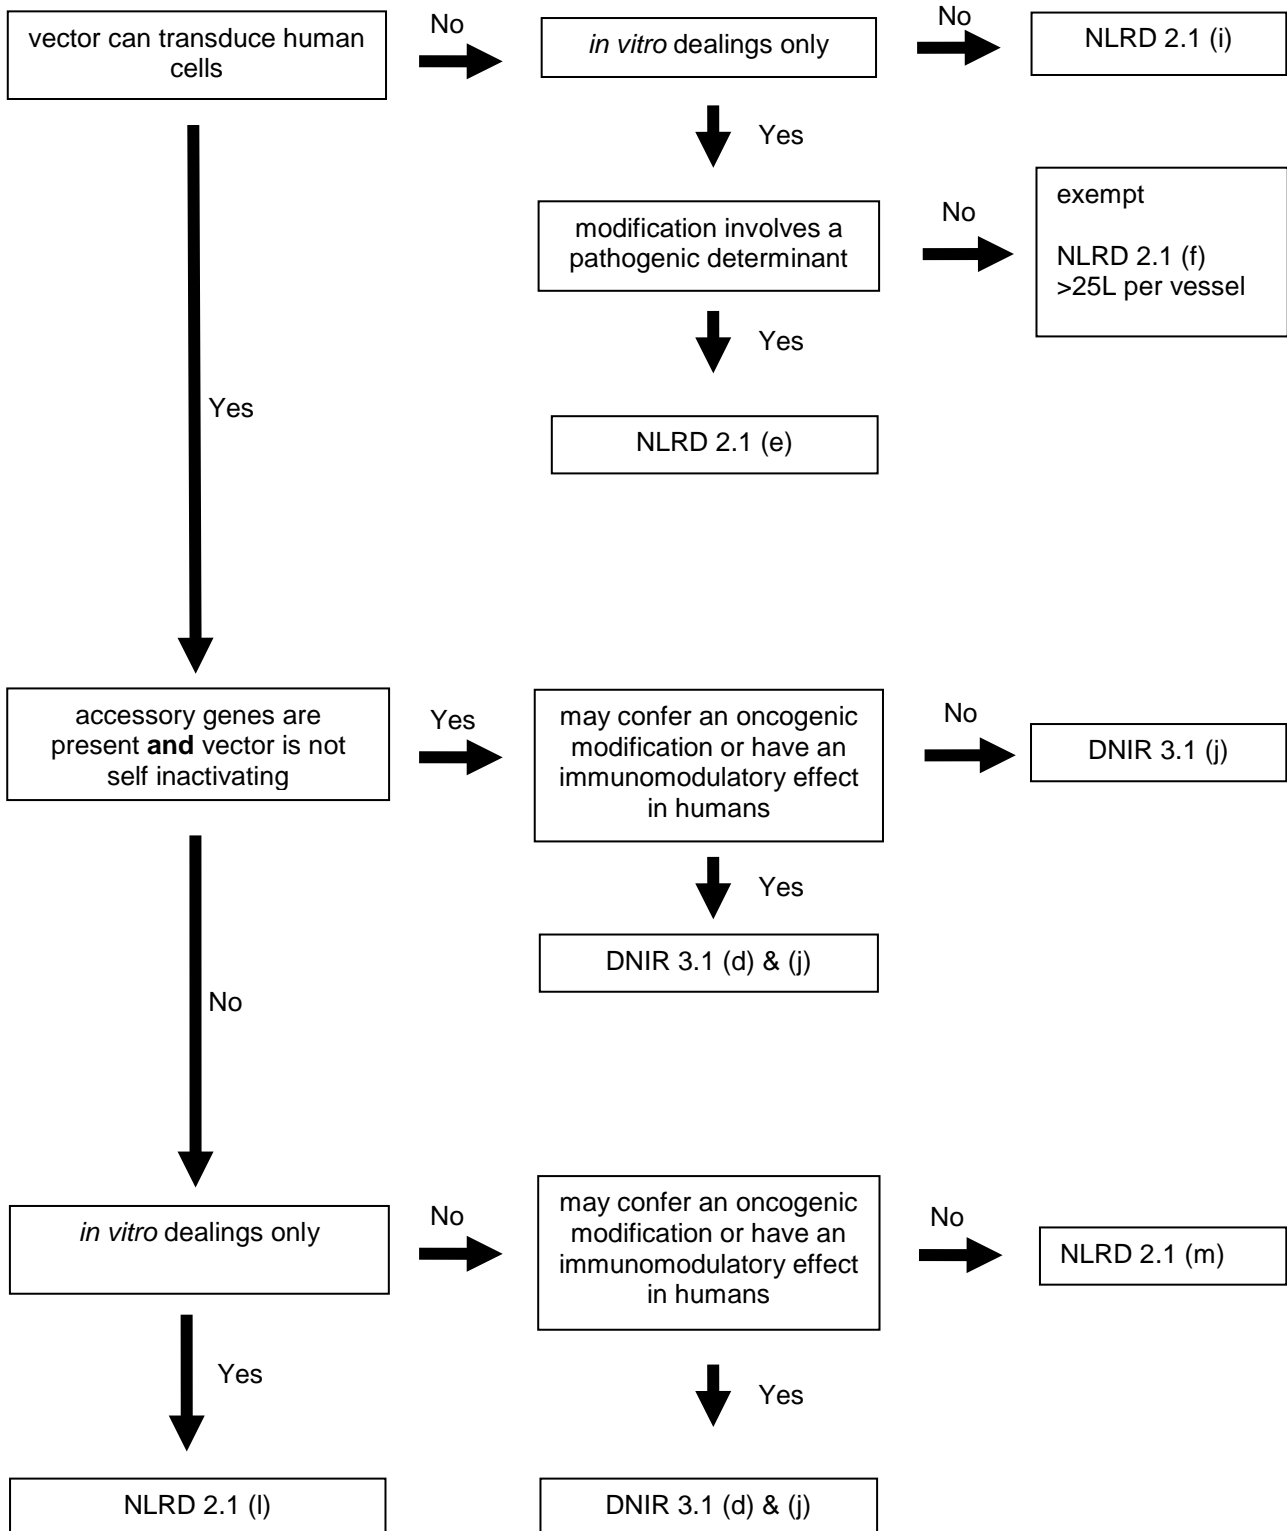 vector can transduce human
cells
No
in vitro dealings only
No
NLRD 2.1 (i)
Yes
modification involves a
pathogenic determinant
No
exempt
NLRD 2.1 (f)
>25L per vessel
Yes
NLRD 2.1 (e)
Yes
accessory genes are
present and vector is not
self inactivating
Yes
may confer an oncogenic
modification or have an
immunomodulatory effect
in humans
No
DNIR 3.1 (j)
Yes
DNIR 3.1 (d) & (j)
No
in vitro dealings only
No
may confer an oncogenic
modification or have an
immunomodulatory effect
in humans
No
NLRD 2.1 (m)
Yes
Yes
NLRD 2.1 (l)
DNIR 3.1 (d) & (j)